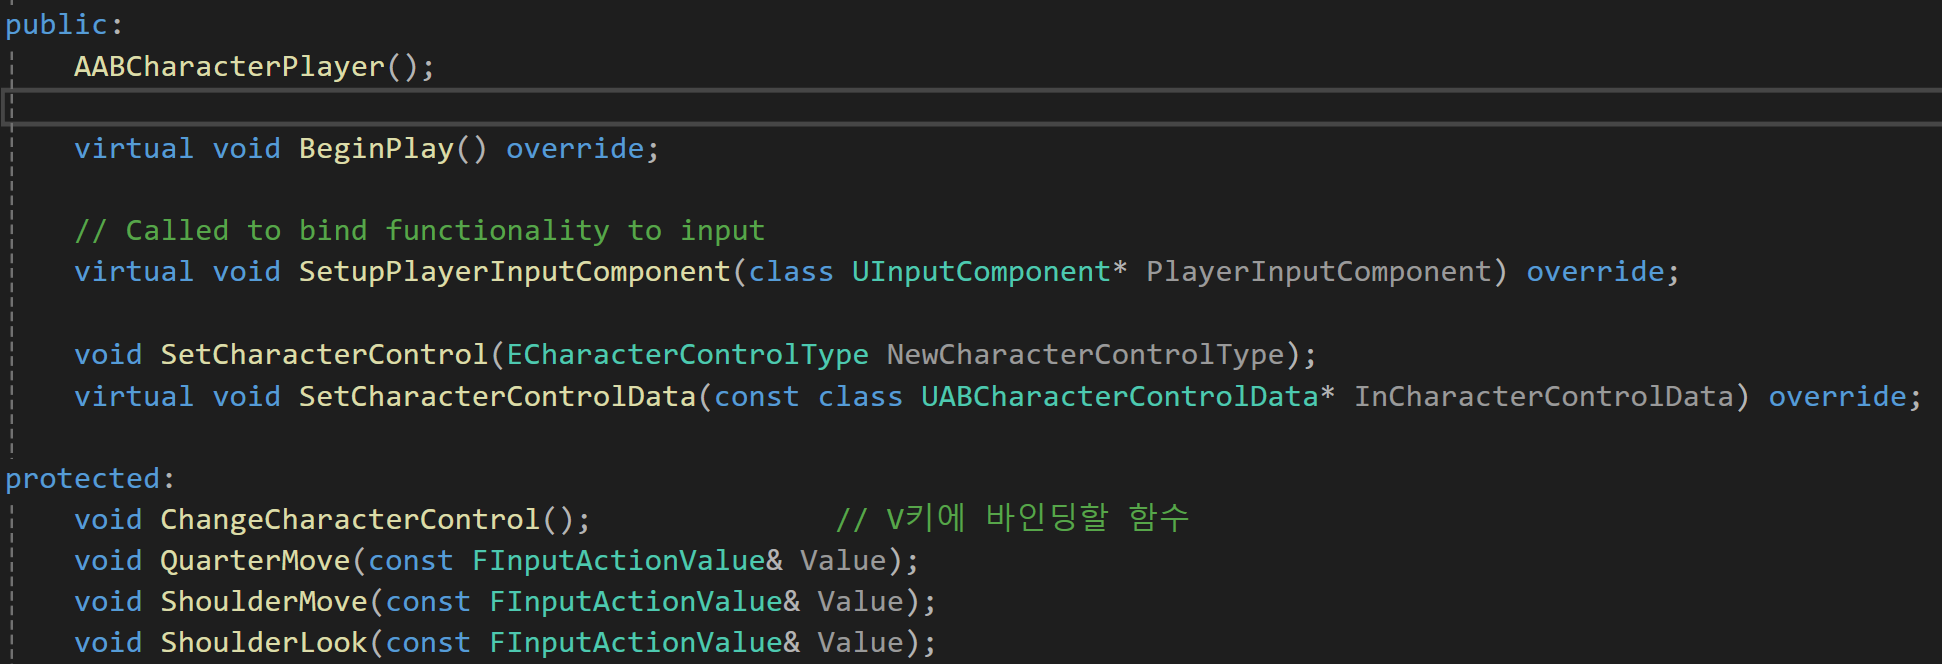 public:
AABCharacterPlayer();
virtual void BeginPlay() override;
// Called to bind functionality to input
virtual void SetupPlayerInputComponent(class UInputComponent* PlayerInputComponent) override;
void SetCharacterControl(ECharacterControlType NewCharacterControlType);
virtual void SetCharacterControlData(const class UABCharacterControlData* InCharacterControlData) override;
protected:
void ChangeCharacterControl(); // V키에 바인딩할 함수
void QuarterMove(const FInputActionValue& Value);
void ShoulderMove(const FInputActionValue& Value);
void ShoulderLook(const FInputActionValue& Value);